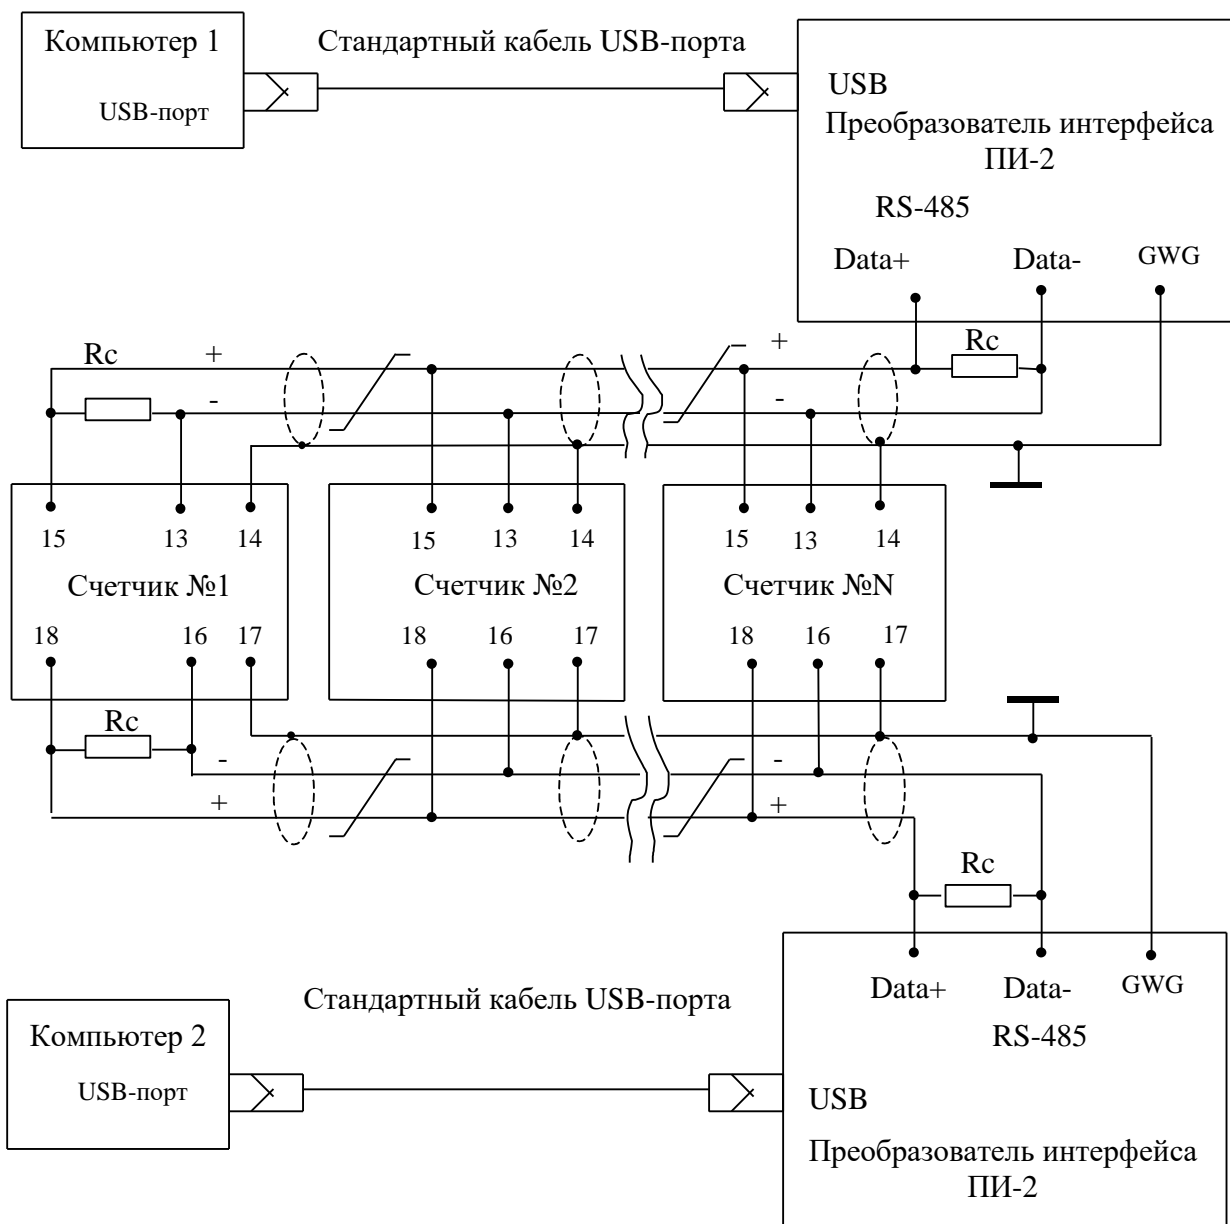 Компьютер 1
Стандартный кабель USB-порта
USB-порт
USB
Преобразователь интерфейса
ПИ-2
RS-485
Data+ Data- GWG
Rc + + Rc
- -
15 13 14 15 13 14 15 13 14
Счетчик №1 Счетчик №2 Счетчик №N
18 16 17 18 16 17 18 16 17
Rc
- -
+ +
Rc
Data+ Data- GWG
RS-485
Стандартный кабель USB-порта
Компьютер 2
USB-порт
USB
Преобразователь интерфейса
ПИ-2